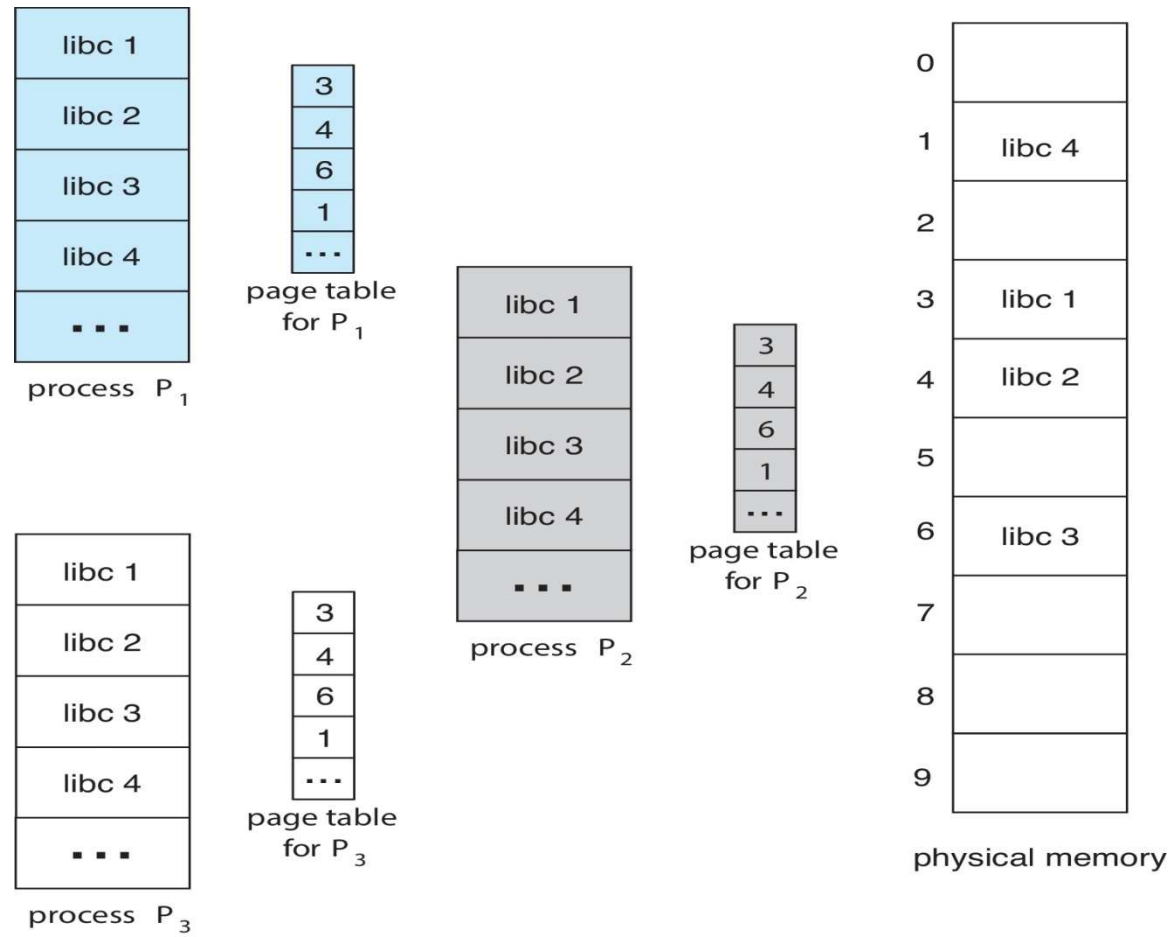 libc 1
libc 2
libc 3
libc 4
...
process P1
3
4
6
1
...
page table
for P1
libc 1
libc 2
libc 3
libc 4
...
process P2
3
4
6
1
...
page table
for P2
libc 1
libc 2
libc 3
libc 4
...
process P3
3
4
6
1
...
page table
for P3
0
1 libc 4
2
3 libc 1
4 libc 2
5
6 libc 3
7
8
9
physical memory